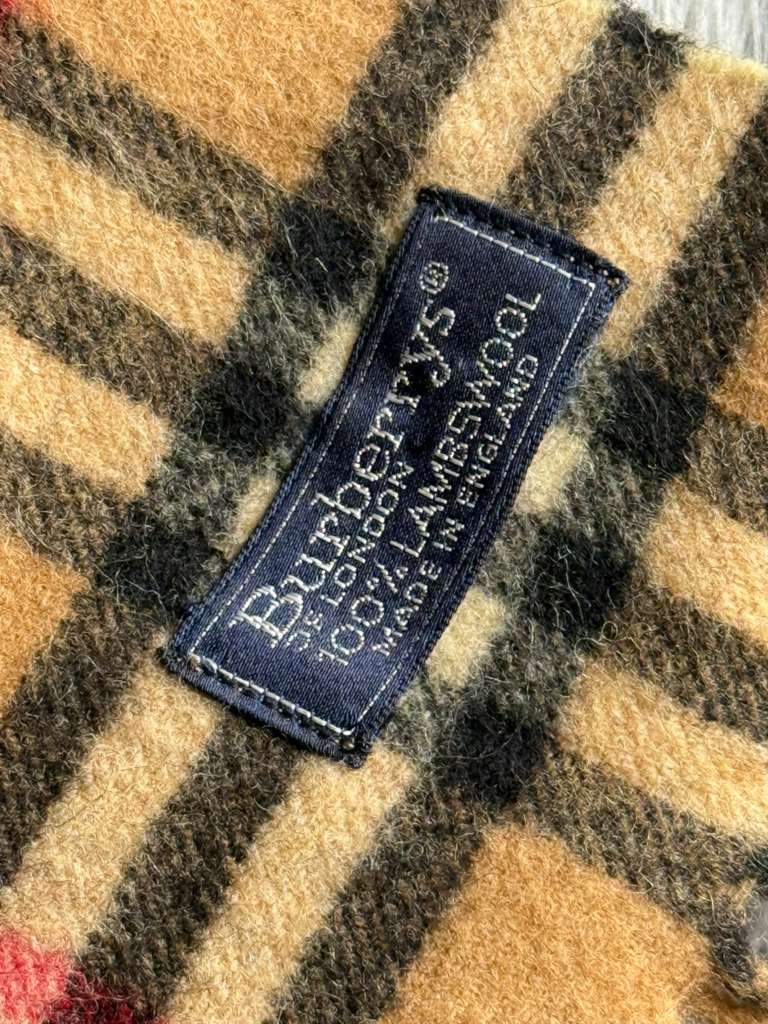 Burberrys®
OF LONDON
100% LAMBSWOOL
MADE IN ENGLAND